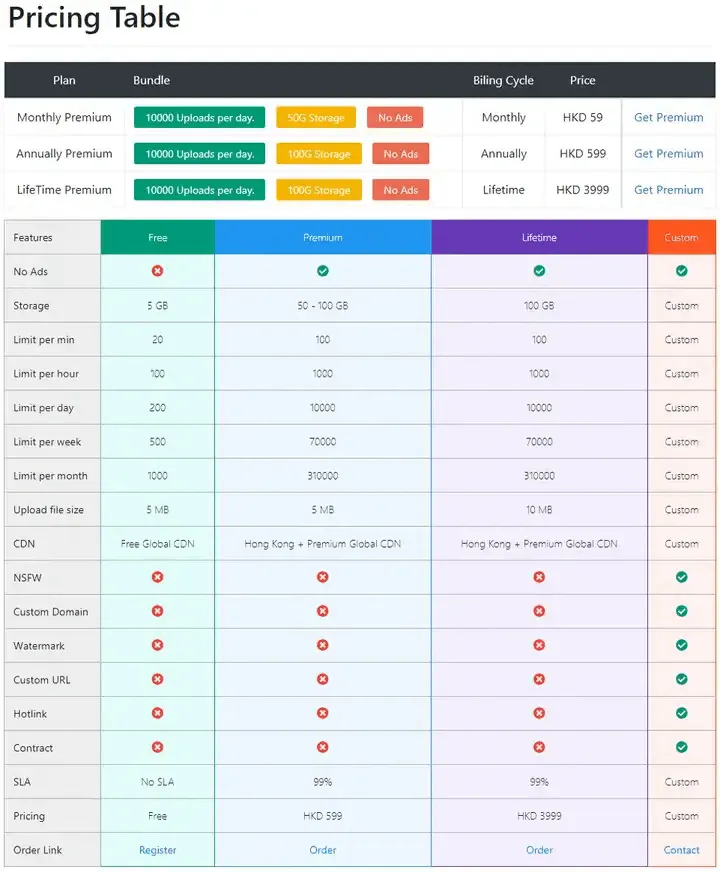 Pricing Table
Plan Bundle Biling Cycle Price
Monthly Premium 10000 Uploads per day. 50G Storage No Ads Monthly HKD 59 Get Premium
Annually Premium 10000 Uploads per day. 100G Storage No Ads Annually HKD 599 Get Premium
LifeTime Premium 10000 Uploads per day. 100G Storage No Ads Lifetime HKD 3999 Get Premium
Features Free Premium Lifetime Custom
No Ads
Storage 5 GB 50 - 100 GB 100 GB Custom
Limit per min 20 100 100 Custom
Limit per hour 100 1000 1000 Custom
Limit per day 200 10000 10000 Custom
Limit per week 500 70000 70000 Custom
Limit per month 1000 310000 310000 Custom
Upload file size 5 MB 5 MB 10 MB Custom
CDN Free Global CDN Hong Kong + Premium Global CDN Hong Kong + Premium Global CDN Custom
NSFW
Custom Domain
Watermark
Custom URL
Hotlink
Contract
SLA No SLA 99% 99% Custom
Pricing Free HKD 599 HKD 3999 Custom
Order Link Register Order Order Contact